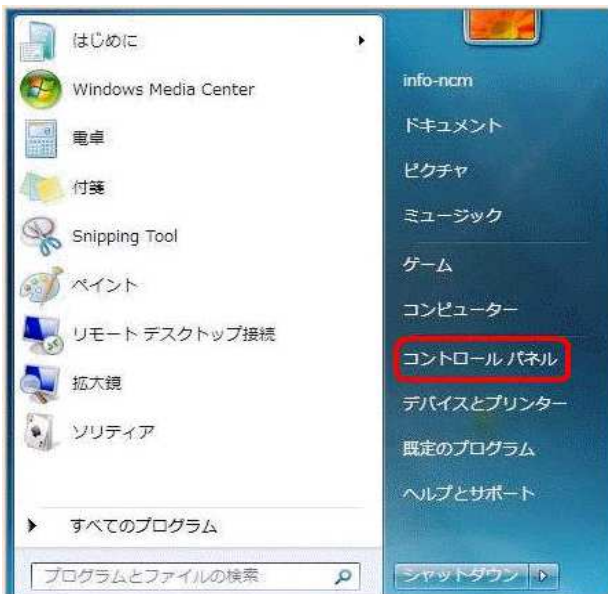 はじめに
Windows Media Center
電卓
付箋
Snipping Tool
ペイント
リモート デスクトップ接続
拡大鏡
ソリティア
すべてのプログラム
プログラムとファイルの検索
info-ncm
ドキュメント
ピクチャ
ミュージック
ゲーム
コンピューター
コントロール パネル
デバイスとプリンター
既定のプログラム
ヘルプとサポート
シャットダウン